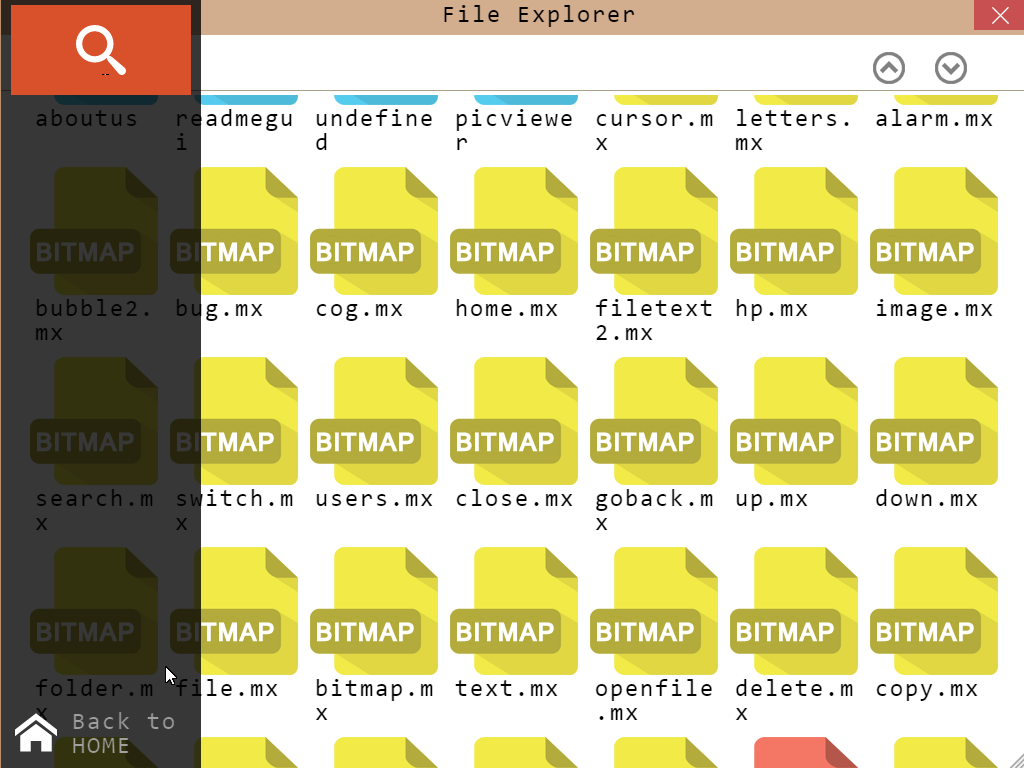 File Explorer
--
aboutus readmegu undefine picviewe cursor.m letters. alarm.mx
i d r x mx
BITMAP BITMAP BITMAP BITMAP BITMAP BITMAP BITMAP
bubble2. bug.mx cog.mx home.mx filetext hp.mx image.mx
mx 2.mx
BITMAP BITMAP BITMAP BITMAP BITMAP BITMAP BITMAP
search.m switch.m users.mx close.mx goback.m up.mx down.mx
x x x
BITMAP BITMAP BITMAP BITMAP BITMAP BITMAP BITMAP
folder.m file.mx bitmap.m text.mx openfile delete.m copy.mx
x x .mx x
Back to
HOME